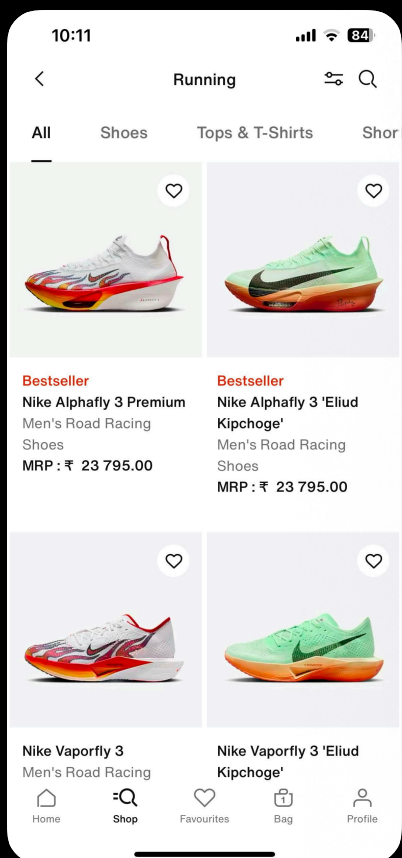 10:11
84
Running
All Shoes Tops & T-Shirts Shor
Bestseller
Nike Alphafly 3 Premium
Men's Road Racing
Shoes
MRP : ₹ 23 795.00
Bestseller
Nike Alphafly 3 'Eliud
Kipchoge'
Men's Road Racing
Shoes
MRP : ₹ 23 795.00
Nike Vaporfly 3
Men's Road Racing
Nike Vaporfly 3 'Eliud
Kipchoge'
1
Home Shop Favourites Bag Profile